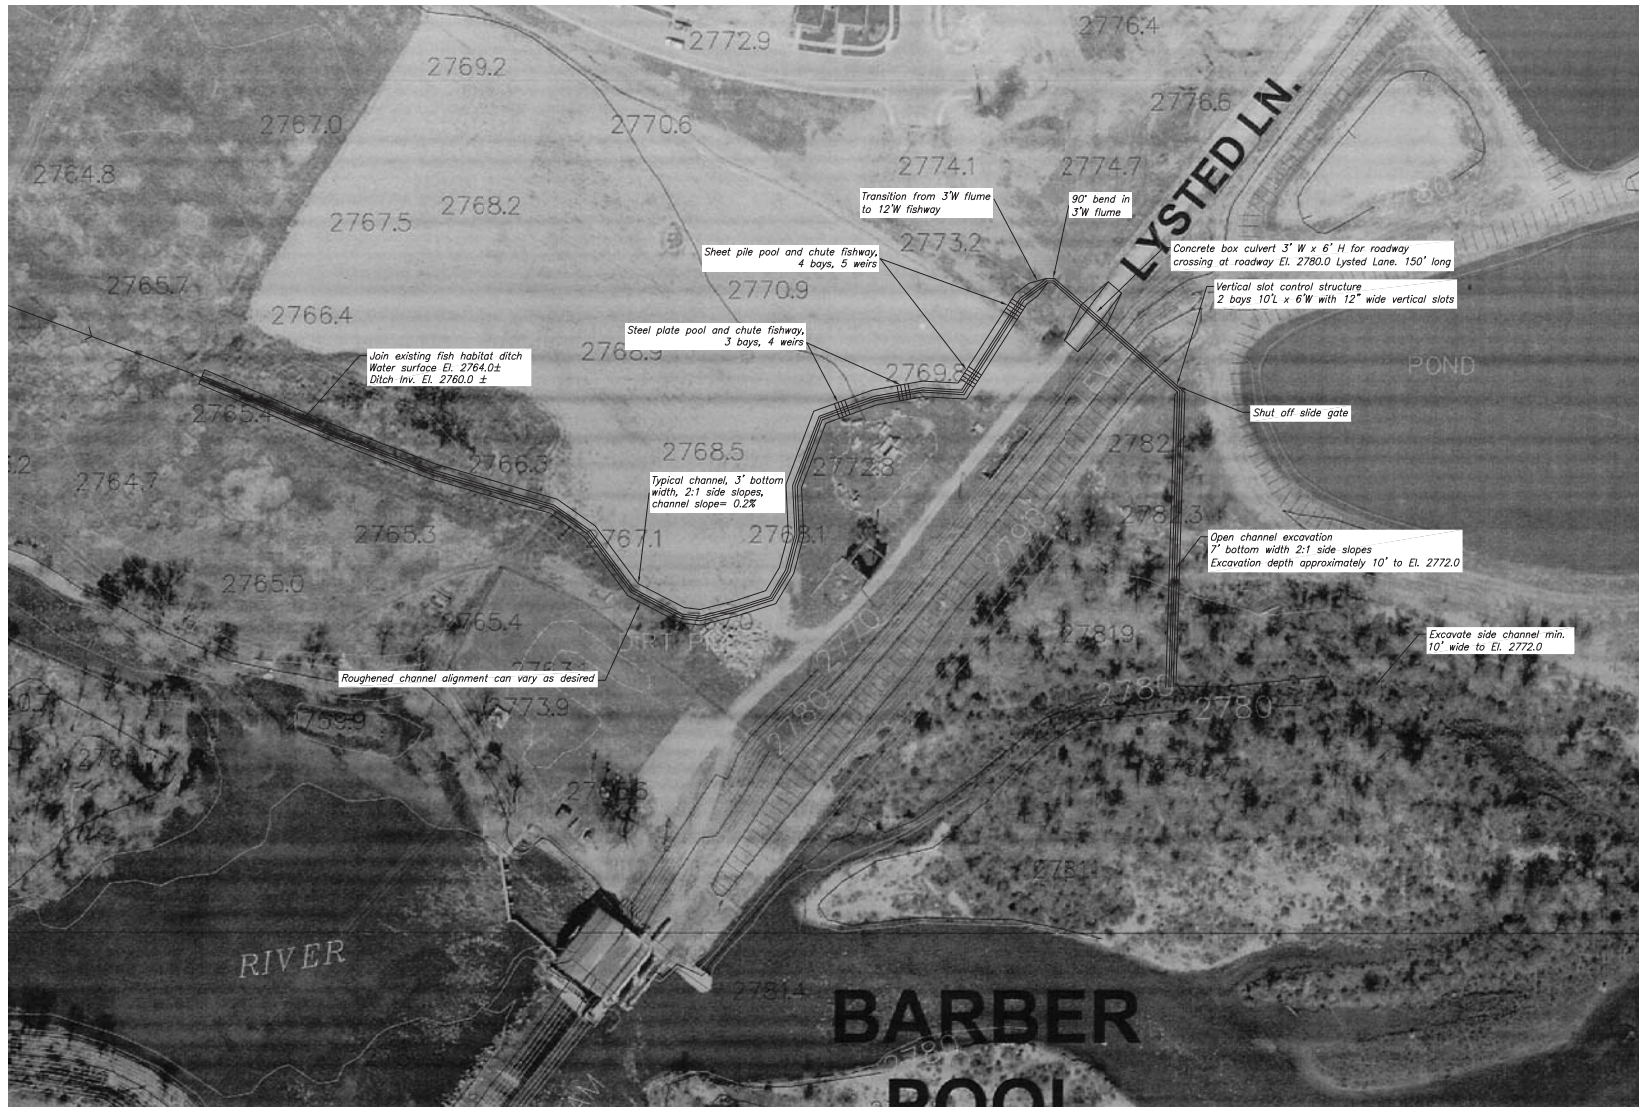 2772.9
2776.4
2769.2
2776.6
2767.0
2770.6
2774.1
2774.7
2764.8
LYSTED LN.
2780
Transition from 3'W flume
to 12'W fishway
90° bend in
3'W flume
2767.5
2768.2
2773.2
Sheet pile pool and chute fishway,
4 bays, 5 weirs
Concrete box culvert 3' W x 6' H for roadway
crossing at roadway El. 2780.0 Lysted Lane. 150' long
2765.7
2770.9
Vertical slot control structure
2 bays 10'L x 6'W with 12" wide vertical slots
2766.4
Steel plate pool and chute fishway,
3 bays, 4 weirs
2768.9
2769.8
Join existing fish habitat ditch
Water surface El. 2764.0±
Ditch Inv. El. 2760.0 ±
POND
2765.4
Shut off slide gate
2768.5
2772.8
2766.3
2764.7
Typical channel, 3' bottom
width, 2:1 side slopes,
channel slope= 0.2%
2765.3
2768.1
Open channel excavation
7' bottom width 2:1 side slopes
Excavation depth approximately 10' to El. 2772.0
2765.0
2765.4
2781.9
Excavate side channel min.
10' wide to El. 2772.0
Roughened channel alignment can vary as desired
2780
2780
2773.9
2780
RIVER
2781.4
BARBER
2780
POOL